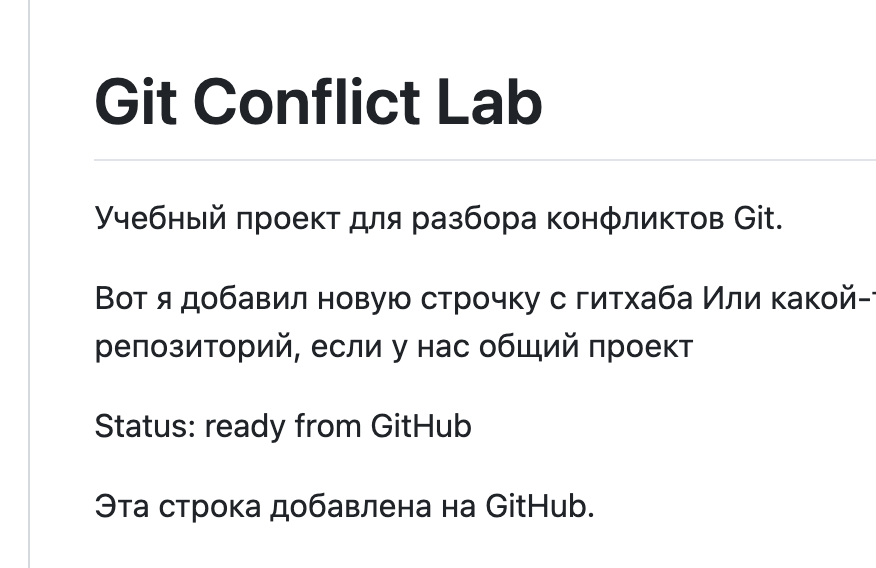 Git Conflict Lab
Учебный проект для разбора конфликтов Git.
Вот я добавил новую строчку с гитхаба Или какой-
репозиторий, если у нас общий проект
Status: ready from GitHub
Эта строка добавлена на GitHub.